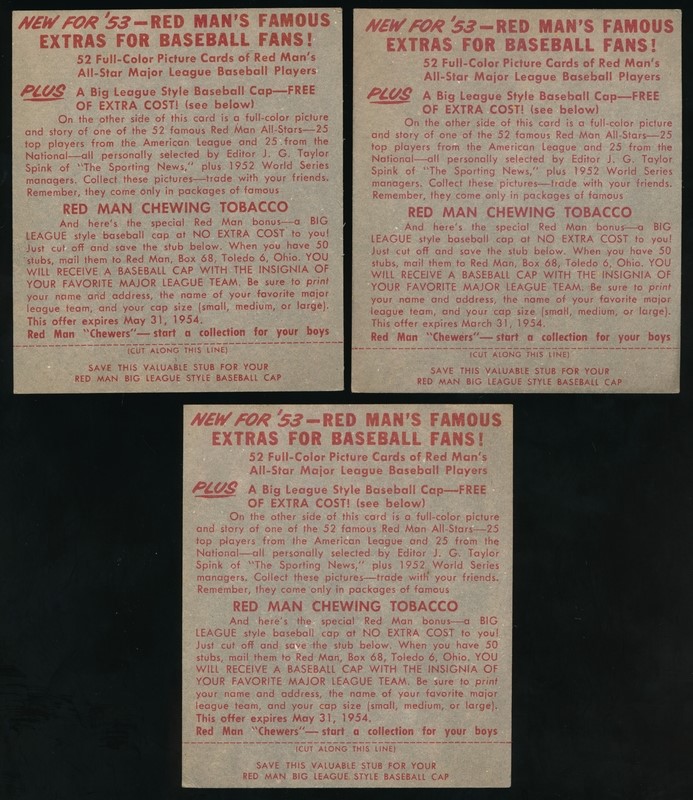 NEW FOR '53—RED MAN'S FAMOUS
EXTRAS FOR BASEBALL FANS!
52 Full-Color Picture Cards of Red Man's
All-Star Major League Baseball Players
PLUS A Big League Style Baseball Cap—FREE
OF EXTRA COST! (see below)
On the other side of this card is a full-color picture
and story of one of the 52 famous Red Man All-Stars—25
top players from the American League and 25 from the
National—all personally selected by Editor J. G. Taylor
Spink of "The Sporting News," plus 1952 World Series
managers. Collect these pictures—trade with your friends.
Remember, they come only in packages of famous
RED MAN CHEWING TOBACCO
And here's the special Red Man bonus—a BIG
LEAGUE style baseball cap at NO EXTRA COST to you!
Just cut off and save the stub below. When you have 50
stubs, mail them to Red Man, Box 68, Toledo 6, Ohio. YOU
WILL RECEIVE A BASEBALL CAP WITH THE INSIGNIA OF
YOUR FAVORITE MAJOR LEAGUE TEAM. Be sure to print
your name and address, the name of your favorite major
league team, and your cap size (small, medium, or large).
This offer expires May 31, 1954.
Red Man "Chewers"—start a collection for your boys
(CUT ALONG THIS LINE)
SAVE THIS VALUABLE STUB FOR YOUR
RED MAN BIG LEAGUE STYLE BASEBALL CAP
NEW FOR '53—RED MAN'S FAMOUS
EXTRAS FOR BASEBALL FANS!
52 Full-Color Picture Cards of Red Man's
All-Star Major League Baseball Players
PLUS A Big League Style Baseball Cap—FREE
OF EXTRA COST! (see below)
On the other side of this card is a full-color picture
and story of one of the 52 famous Red Man All-Stars—25
top players from the American League and 25 from the
National—all personally selected by Editor J. G. Taylor
Spink of "The Sporting News," plus 1952 World Series
managers. Collect these pictures—trade with your friends.
Remember, they come only in packages of famous
RED MAN CHEWING TOBACCO
And here's the special Red Man bonus—a BIG
LEAGUE style baseball cap at NO EXTRA COST to you!
Just cut off and save the stub below. When you have 50
stubs, mail them to Red Man, Box 68, Toledo 6, Ohio. YOU
WILL RECEIVE A BASEBALL CAP WITH THE INSIGNIA OF
YOUR FAVORITE MAJOR LEAGUE TEAM. Be sure to print
your name and address, the name of your favorite major
league team, and your cap size (small, medium, or large).
This offer expires March 31, 1954.
Red Man "Chewers"—start a collection for your boys
(CUT ALONG THIS LINE)
SAVE THIS VALUABLE STUB FOR YOUR
RED MAN BIG LEAGUE STYLE BASEBALL CAP
NEW FOR '53—RED MAN'S FAMOUS
EXTRAS FOR BASEBALL FANS!
52 Full-Color Picture Cards of Red Man's
All-Star Major League Baseball Players
PLUS A Big League Style Baseball Cap—FREE
OF EXTRA COST! (see below)
On the other side of this card is a full-color picture
and story of one of the 52 famous Red Man All-Stars—25
top players from the American League and 25 from the
National—all personally selected by Editor J. G. Taylor
Spink of "The Sporting News," plus 1952 World Series
managers. Collect these pictures—trade with your friends.
Remember, they come only in packages of famous
RED MAN CHEWING TOBACCO
And here's the special Red Man bonus—a BIG
LEAGUE style baseball cap at NO EXTRA COST to you!
Just cut off and save the stub below. When you have 50
stubs, mail them to Red Man, Box 68, Toledo 6, Ohio. YOU
WILL RECEIVE A BASEBALL CAP WITH THE INSIGNIA OF
YOUR FAVORITE MAJOR LEAGUE TEAM. Be sure to print
your name and address, the name of your favorite major
league team, and your cap size (small, medium, or large).
This offer expires May 31, 1954.
Red Man "Chewers"—start a collection for your boys
(CUT ALONG THIS LINE)
SAVE THIS VALUABLE STUB FOR YOUR
RED MAN BIG LEAGUE STYLE BASEBALL CAP